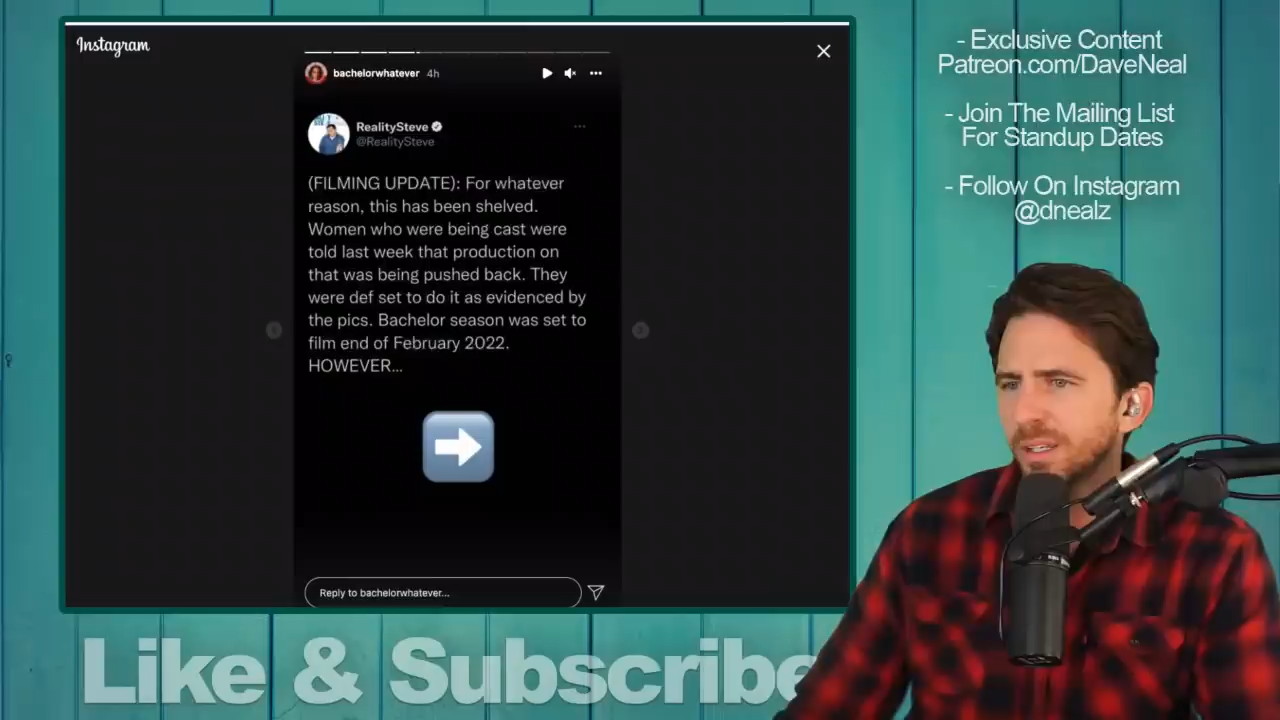 Instagram
bachelorwhatever 4h
RealitySteve
@RealitySteve
(FILMING UPDATE): For whatever
reason, this has been shelved.
Women who were being cast were
told last week that production on
that was being pushed back. They
were def set to do it as evidenced by
the pics. Bachelor season was set to
film end of February 2022.
HOWEVER...
Reply to bachelorwhatever...
- Exclusive Content
Patreon.com/DaveNeal
- Join The Mailing List
For Standup Dates
- Follow On Instagram
@dnealz
Like & Subscribe